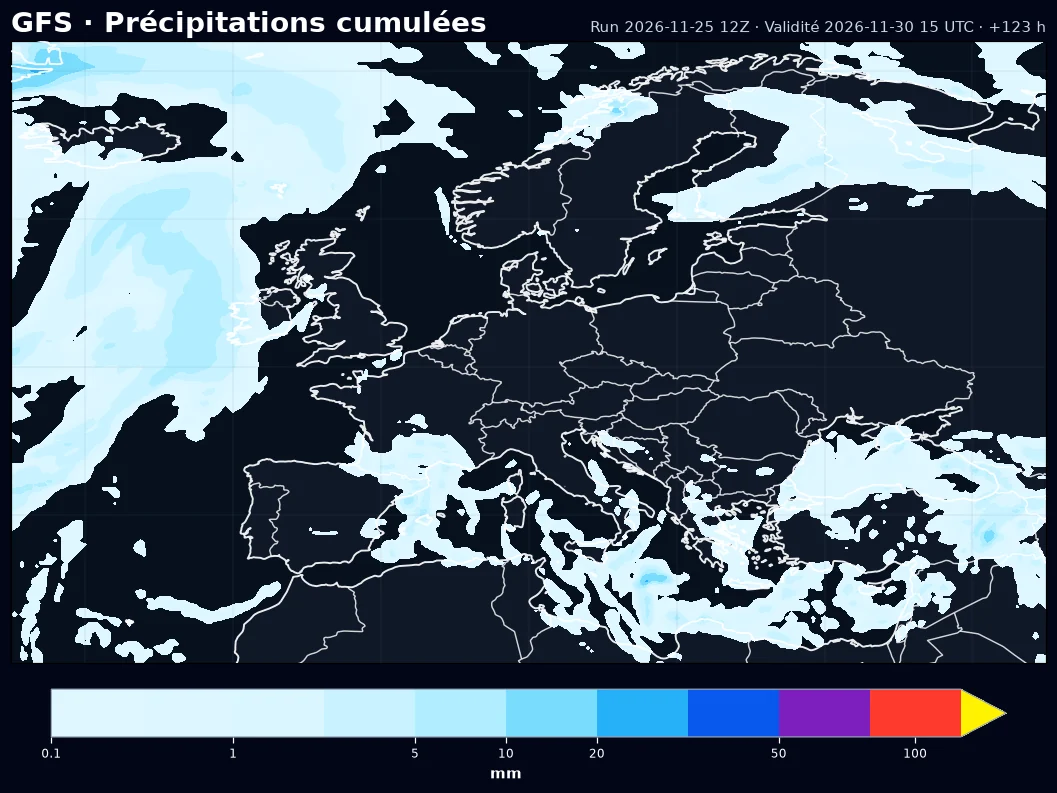 GFS · Précipitations cumulées
Run 2026-11-25 12Z · Validité 2026-11-30 15 UTC · +123 h
0.1 1 5 10 20 50 100
mm